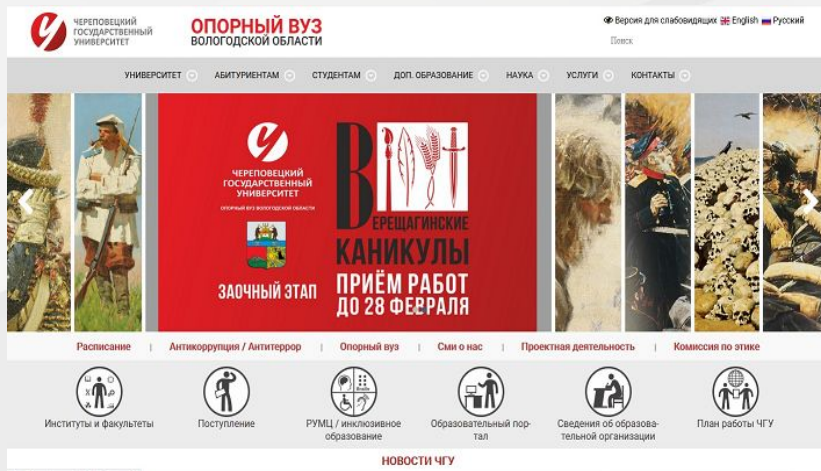 ЧЕРЕПОВЕЦКИЙ
ГОСУДАРСТВЕННЫЙ
УНИВЕРСИТЕТ
ОПОРНЫЙ ВУЗ
ВОЛОГОДСКОЙ ОБЛАСТИ
Версия для слабовидящих English Русский
Поиск
УНИВЕРСИТЕТ АБИТУРИЕНТАМ СТУДЕНТАМ ДОП. ОБРАЗОВАНИЕ НАУКА УСЛУГИ КОНТАКТЫ
ЧЕРЕПОВЕЦКИЙ
ГОСУДАРСТВЕННЫЙ
УНИВЕРСИТЕТ
ОПОРНЫЙ ВУЗ ВОЛОГОДСКОЙ ОБЛАСТИ
ЗАОЧНЫЙ ЭТАП
ВЕРЕЩАГИНСКИЕ
КАНИКУЛЫ
ПРИЁМ РАБОТ
ДО 28 ФЕВРАЛЯ
Расписание | Антикоррупция / Антитеррор | Опорный вуз | Сми о нас | Проектная деятельность | Комиссия по этике
Институты и факультеты
Поступление
РУМЦ / инклюзивное
образование
Образовательный пор-
тал
Сведения об образова-
тельной организации
План работы ЧГУ
НОВОСТИ ЧГУ